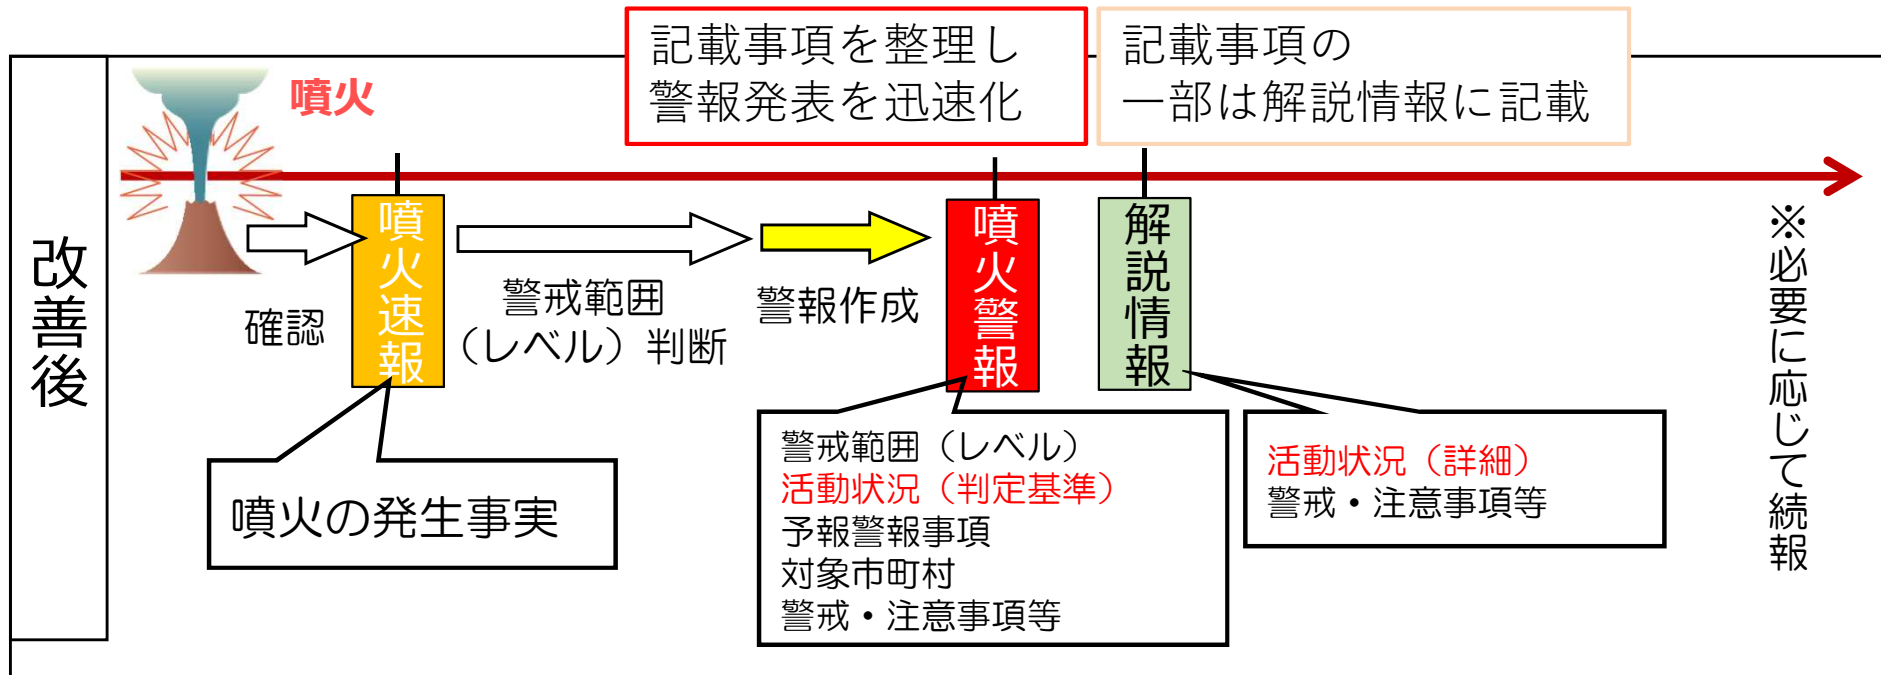 記載事項を整理し
警報発表を迅速化
記載事項の
一部は解説情報に記載
噴火
改善後
確認
噴火速報
警戒範囲
（レベル）判断
警報作成
噴火警報
解説情報
噴火の発生事実
警戒範囲（レベル）
活動状況（判定基準）
予報警報事項
対象市町村
警戒・注意事項等
活動状況（詳細）
警戒・注意事項等
※必要に応じて続報